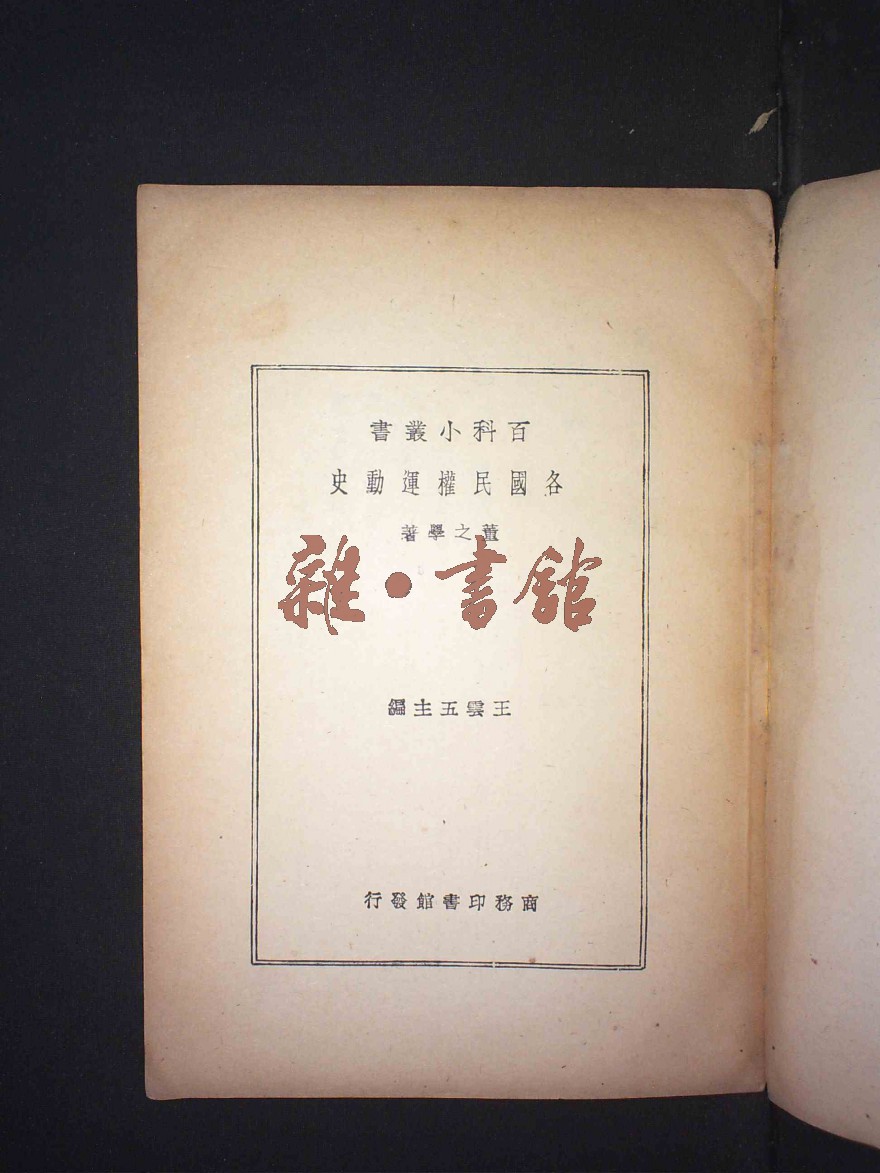 百科小叢書
各國民權運動史
董之學著
雜•書館
王雲五主編
商務印書館發行